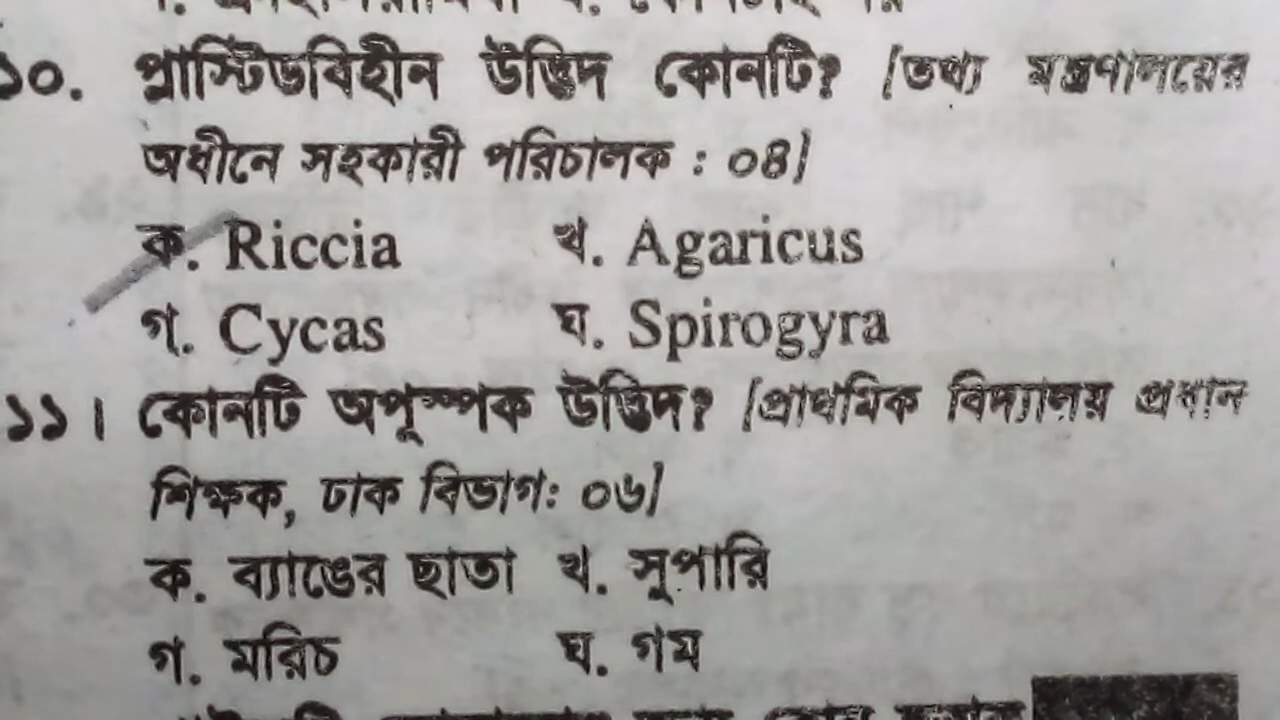 ১০. প্লাস্টিডবিহীন উদ্ভিদ কোনটি? [তথ্য মন্ত্রণালয়ের
অধীনে সহকারী পরিচালক : ০৪]
ক. Riccia খ. Agaricus
গ. Cycas ঘ. Spirogyra
১১। কোনটি অপুষ্পক উদ্ভিদ? [প্রাথমিক বিদ্যালয় প্রধান
শিক্ষক, ঢাক বিভাগ: ০৬]
ক. ব্যাঙের ছাতা খ. সুপারি
গ. মরিচ ঘ. গম